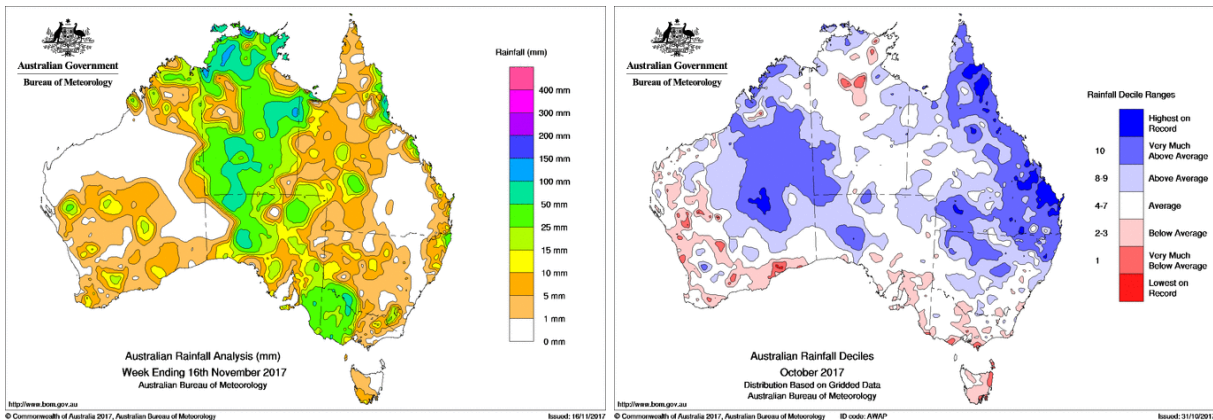 Australian Government
Bureau of Meteorology
Rainfall (mm)
400 mm
300 mm
200 mm
150 mm
100 mm
50 mm
25 mm
15 mm
10 mm
5 mm
1 mm
0 mm
Australian Rainfall Analysis (mm)
Week Ending 16th November 2017
Australian Bureau of Meteorology
http://www.bom.gov.au
© Commonwealth of Australia 2017, Australian Bureau of Meteorology
Issued: 16/11/2017
Australian Government
Bureau of Meteorology
Rainfall Decile Ranges
Highest on
Record
10
Very Much
Above Average
8-9
Above Average
4-7
Average
2-3
Below Average
1
Very Much
Below Average
Lowest on
Record
Australian Rainfall Deciles
October 2017
Distribution Based on Gridded Data
Australian Bureau of Meteorology
http://www.bom.gov.au
© Commonwealth of Australia 2017, Australian Bureau of Meteorology
ID code: AWAP
Issued: 31/10/2017